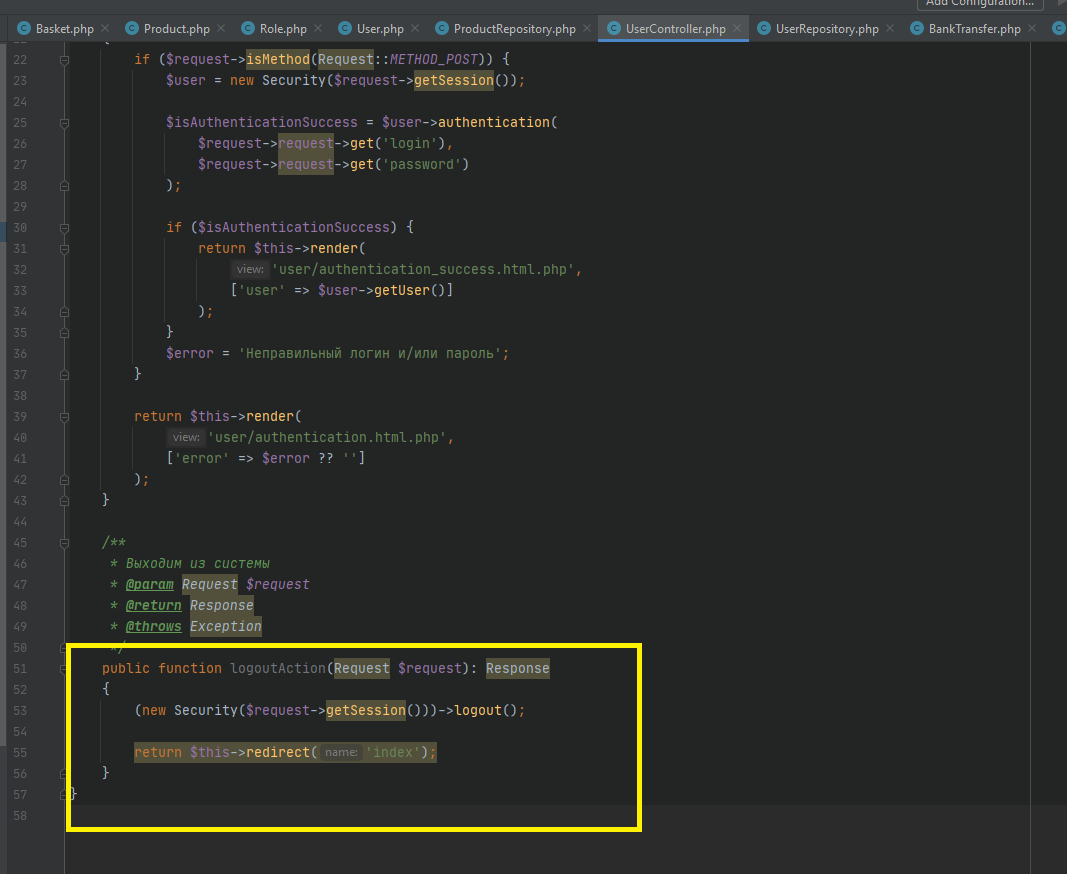 Add Configuration...
Basket.php Product.php Role.php User.php ProductRepository.php UserController.php UserRepository.php BankTransfer.php
22 if ($request->isMethod(Request::METHOD_POST)) {
23 $user = new Security($request->getSession());
24
25 $isAuthenticationSuccess = $user->authentication(
26 $request->request->get('login'),
27 $request->request->get('password')
28 );
29
30 if ($isAuthenticationSuccess) {
31 return $this->render(
32 view: 'user/authentication_success.html.php',
33 ['user' => $user->getUser()]
34 );
35 }
36 $error = 'Неправильный логин и/или пароль';
37 }
38
39 return $this->render(
40 view: 'user/authentication.html.php',
41 ['error' => $error ?? '']
42 );
43 }
44
45 /**
46 * Выходим из системы
47 * @param Request $request
48 * @return Response
49 * @throws Exception
50 */
51 public function logoutAction(Request $request): Response
52 {
53 (new Security($request->getSession()))->logout();
54
55 return $this->redirect( name: 'index');
56 }
57 }
58